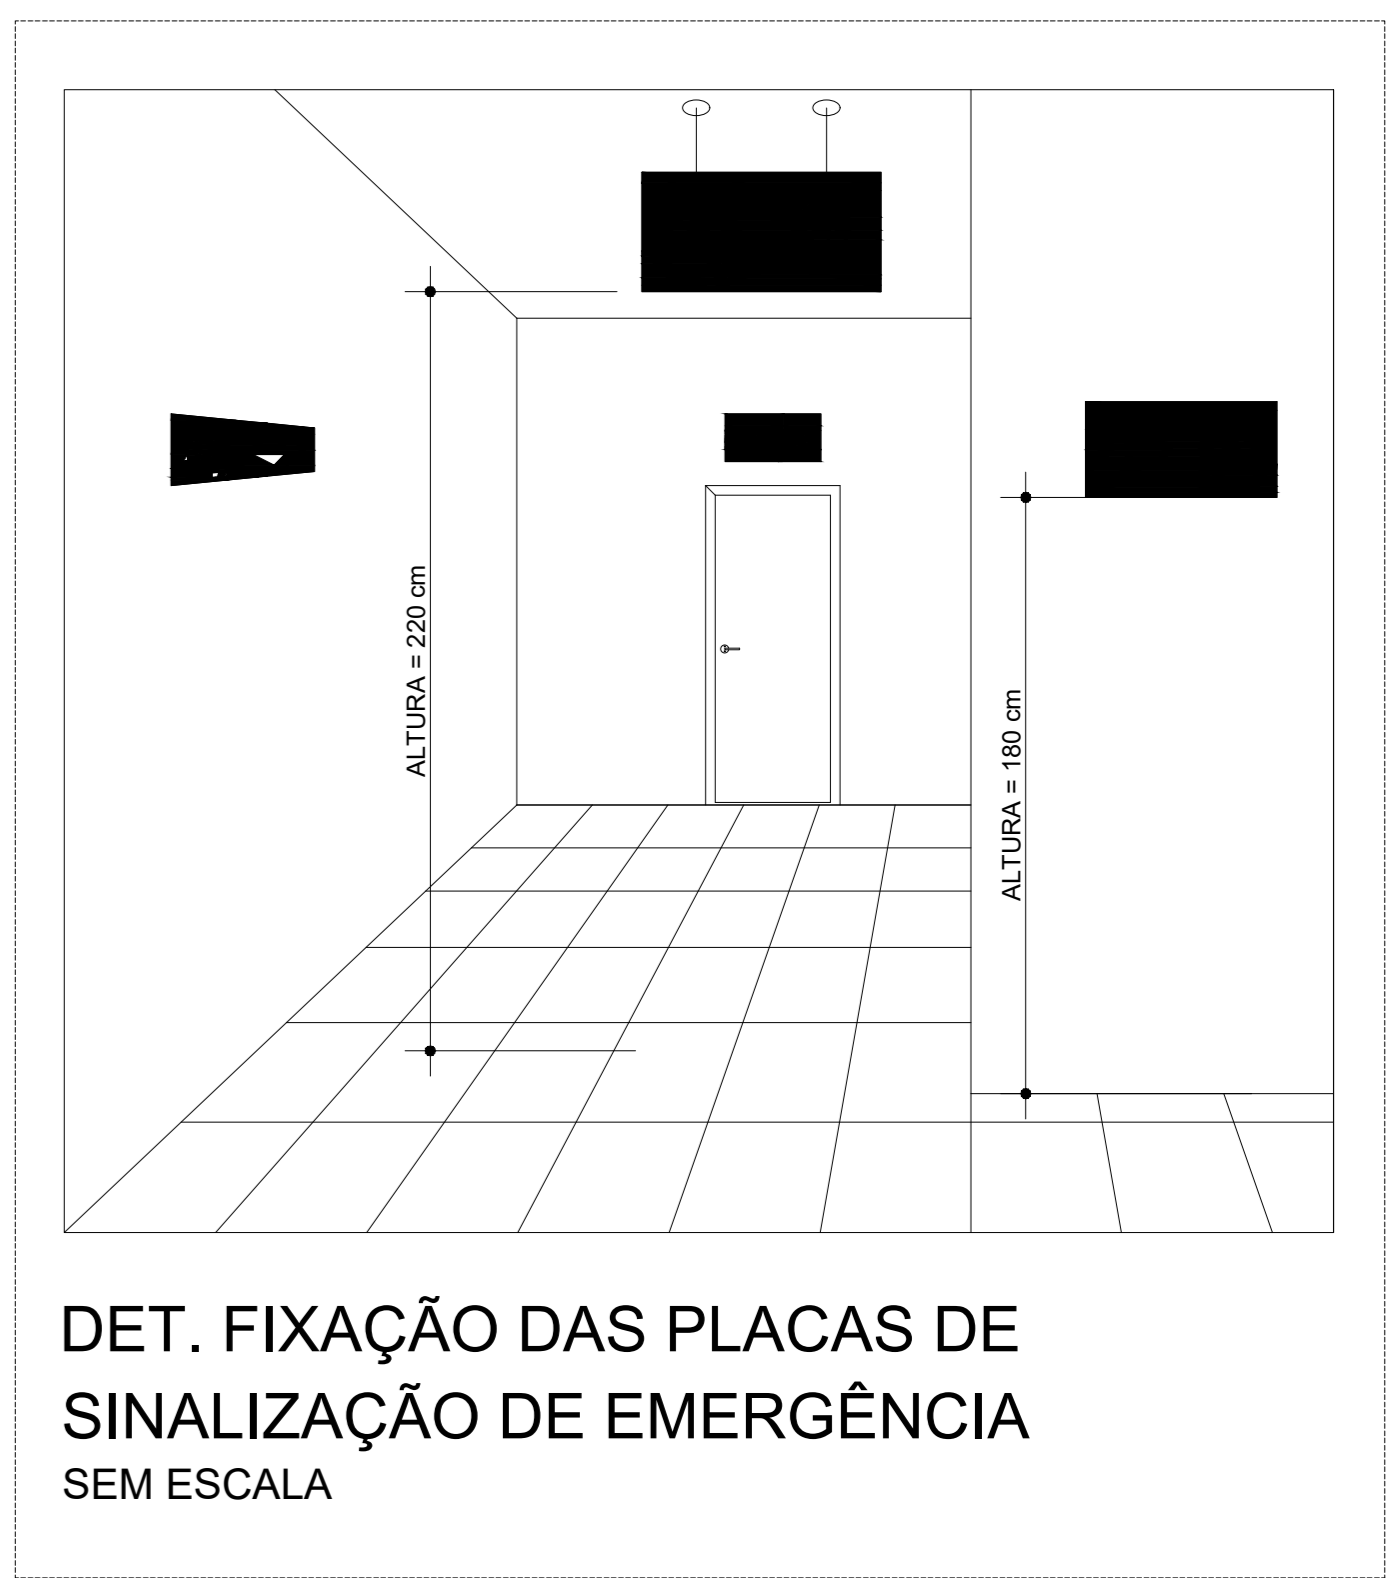 ALTURA = 220 cm
ALTURA = 180 cm
DET. FIXAÇÃO DAS PLACAS DE
SINALIZAÇÃO DE EMERGÊNCIA
SEM ESCALA